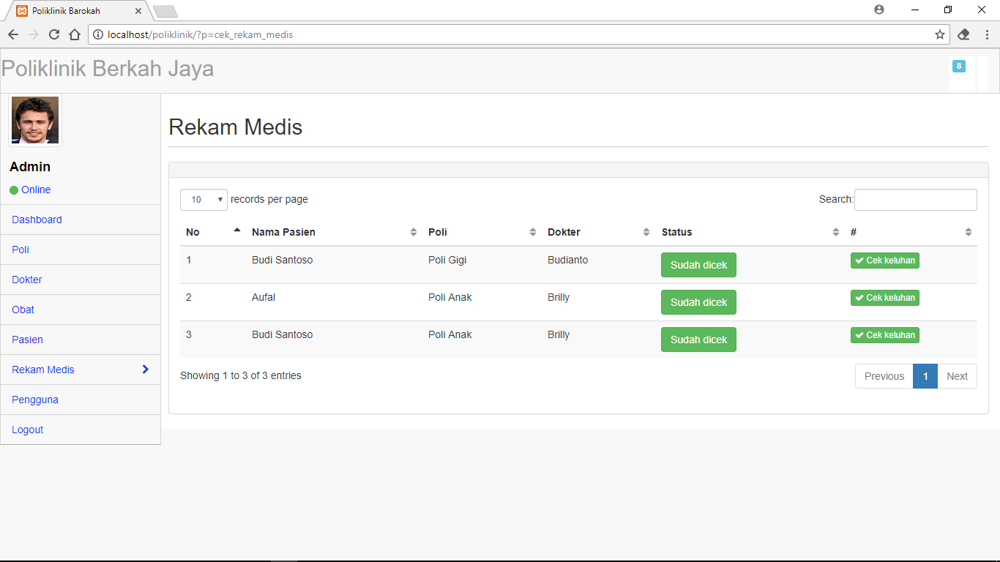 Poliklinik Barokah
localhost/poliklinik/?p=cek_rekam_medis
Poliklinik Berkah Jaya
8
Admin
Online
Dashboard
Poli
Dokter
Obat
Pasien
Rekam Medis
Pengguna
Logout
Rekam Medis
10 records per page
Search:
No Nama Pasien Poli Dokter Status #
1 Budi Santoso Poli Gigi Budianto Sudah dicek Cek keluhan
2 Aufal Poli Anak Brilly Sudah dicek Cek keluhan
3 Budi Santoso Poli Anak Brilly Sudah dicek Cek keluhan
Showing 1 to 3 of 3 entries
Previous 1 Next